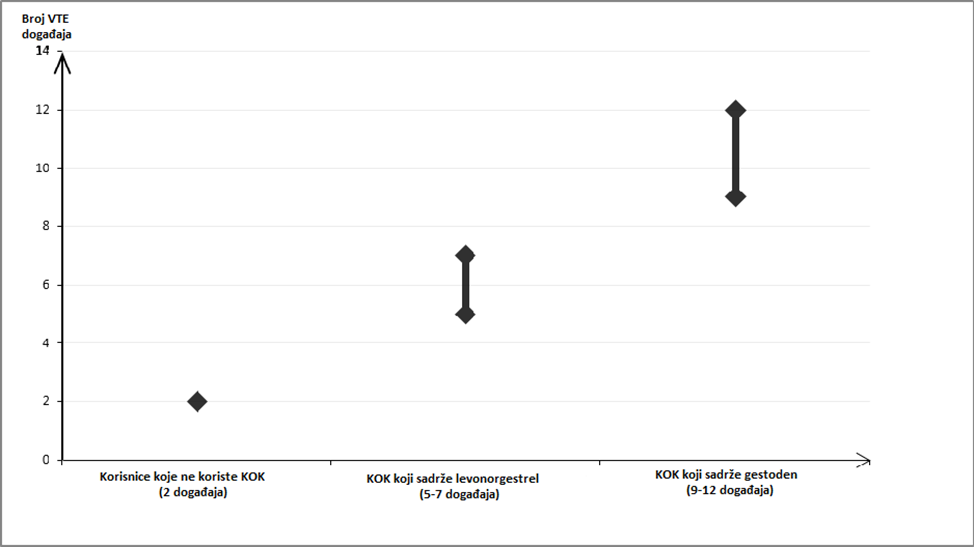 Broj VTE
događaja
14
12
10
8
6
4
2
0
Korisnice koje ne koriste KOK
(2 događaja)
KOK koji sadrže levonorgestrel
(5-7 događaja)
KOK koji sadrže gestoden
(9-12 događaja)